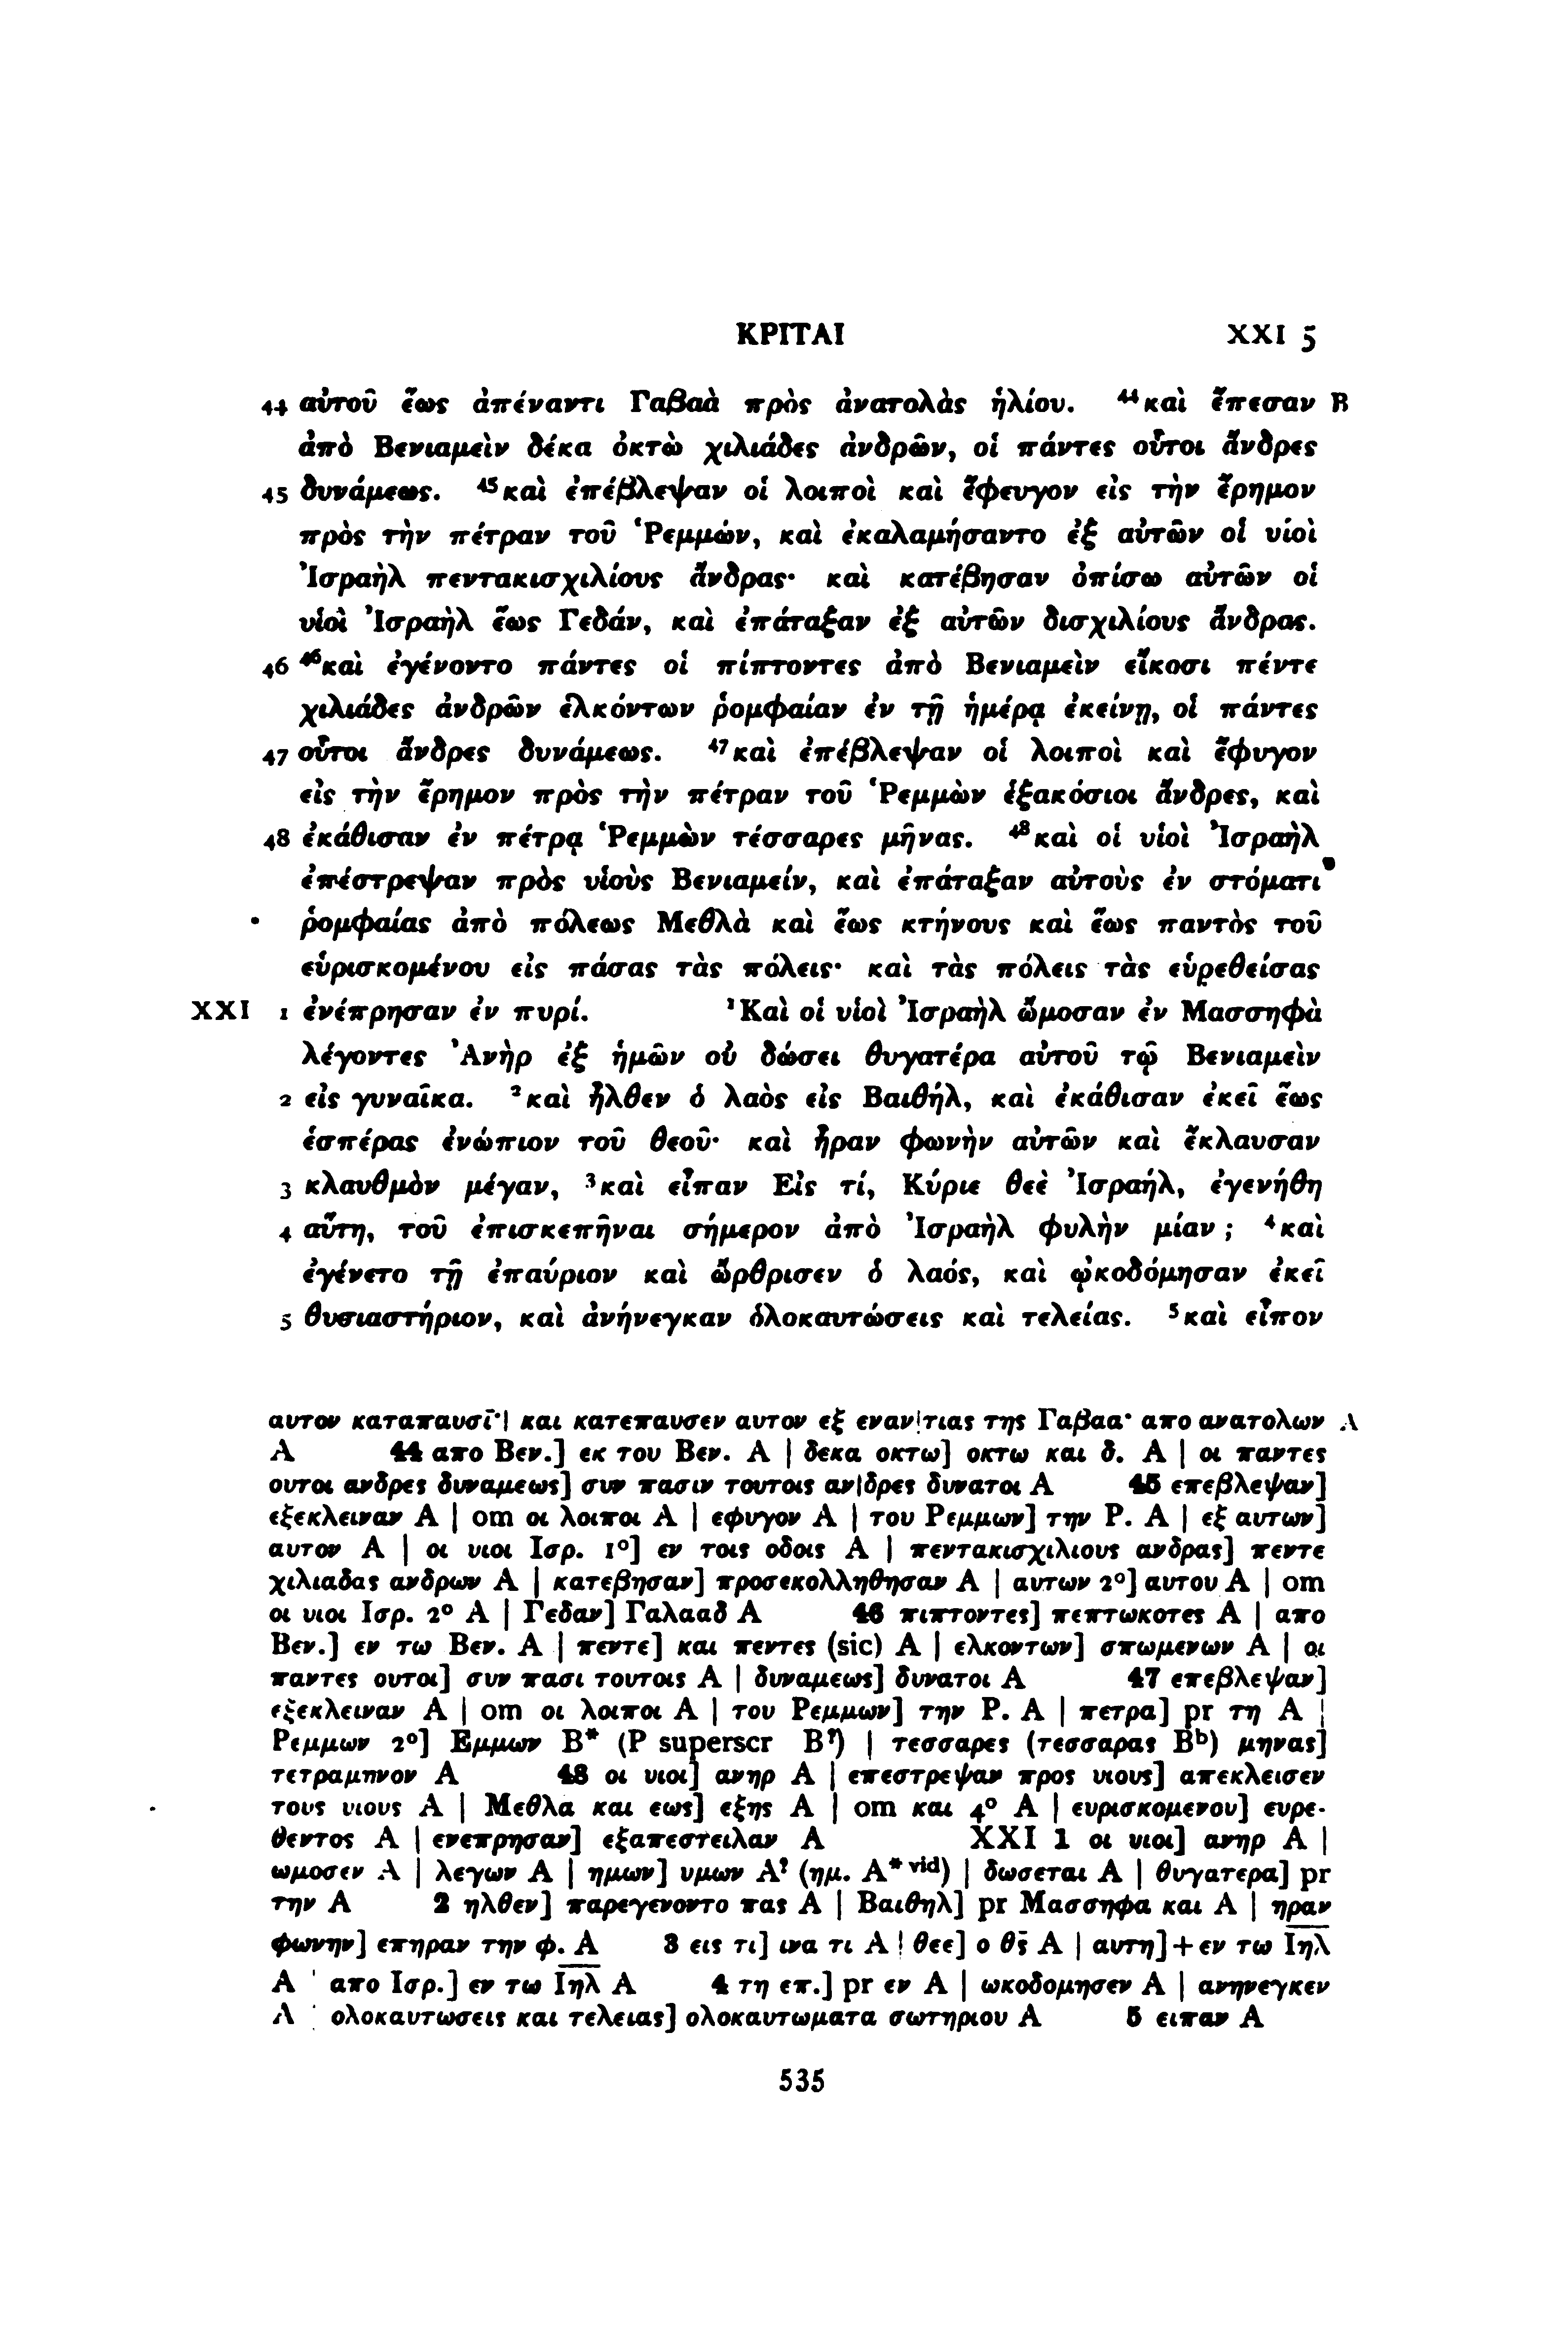 ΚΡΙΤΑΙ XXI 5
44 αὐτοῦ ἕως ἀπέναντι Γαβαὰ πρὸς ἀνατολὰς ἡλίου. ⁴⁴καὶ ἔπεσαν B
ἀπὸ Βενιαμεὶν δέκα ὀκτὼ χιλιάδες ἀνδρῶν, οἱ πάντες οὗτοι ἄνδρες
45 δυνάμεως. ⁴⁵καὶ ἐπέβλεψαν οἱ λοιποὶ καὶ ἔφευγον εἰς τὴν ἔρημον
πρὸς τὴν πέτραν τοῦ Ῥεμμών, καὶ ἐκαλαμήσαντο ἐξ αὐτῶν οἱ υἱοὶ
Ἰσραὴλ πεντακισχιλίους ἄνδρας· καὶ κατέβησαν ὀπίσω αὐτῶν οἱ
υἱοὶ Ἰσραὴλ ἕως Γεδάν, καὶ ἐπάταξαν ἐξ αὐτῶν δισχιλίους ἄνδρας.
46 ⁴⁶καὶ ἐγένοντο πάντες οἱ πίπτοντες ἀπὸ Βενιαμεὶν εἴκοσι πέντε
χιλιάδες ἀνδρῶν ἑλκόντων ῥομφαίαν ἐν τῇ ἡμέρᾳ ἐκείνῃ, οἱ πάντες
47 οὗτοι ἄνδρες δυνάμεως. ⁴⁷καὶ ἐπέβλεψαν οἱ λοιποὶ καὶ ἔφυγον
εἰς τὴν ἔρημον πρὸς τὴν πέτραν τοῦ Ῥεμμὼν ἑξακόσιοι ἄνδρες, καὶ
48 ἐκάθισαν ἐν πέτρᾳ Ῥεμμὼν τέσσαρες μῆνας. ⁴⁸καὶ οἱ υἱοὶ Ἰσραὴλ
ἐπέστρεψαν πρὸς υἱοὺς Βενιαμείν, καὶ ἐπάταξαν αὐτοὺς ἐν στόματι
ῥομφαίας ἀπὸ πόλεως Μεθλὰ καὶ ἕως κτήνους καὶ ἕως παντὸς τοῦ
εὑρισκομένου εἰς πάσας τὰς πόλεις· καὶ τὰς πόλεις τὰς εὑρεθείσας
XXI 1 ἐνέπρησαν ἐν πυρί. ¹Καὶ οἱ υἱοὶ Ἰσραὴλ ὤμοσαν ἐν Μασσηφὰ
λέγοντες Ἀνὴρ ἐξ ἡμῶν οὐ δώσει θυγατέρα αὐτοῦ τῷ Βενιαμεὶν
2 εἰς γυναῖκα. ²καὶ ἦλθεν ὁ λαὸς εἰς Βαιθήλ, καὶ ἐκάθισαν ἐκεῖ ἕως
ἑσπέρας ἐνώπιον τοῦ θεοῦ· καὶ ἦραν φωνὴν αὐτῶν καὶ ἔκλαυσαν
3 κλαυθμὸν μέγαν, ³καὶ εἶπαν Εἰς τί, Κύριε θεὲ Ἰσραήλ, ἐγενήθη
4 αὕτη, τοῦ ἐπισκεπῆναι σήμερον ἀπὸ Ἰσραὴλ φυλὴν μίαν; ⁴καὶ
ἐγένετο τῇ ἐπαύριον καὶ ὤρθρισεν ὁ λαός, καὶ ᾠκοδόμησαν ἐκεῖ
5 θυσιαστήριον, καὶ ἀνήνεγκαν ὁλοκαυτώσεις καὶ τελείας. ⁵καὶ εἶπον
αυτον καταπαυσῑ·| και κατεπαυσεν αυτον εξ εναν|τιας της Γαβαα· απο ανατολων A
A 44 απο Βεν.] εκ του Βεν. A | δεκα οκτω] οκτω και δ. A | οι παντες
ουτοι ανδρες δυναμεως] συν πασιν τουτοις αν|δρες δυνατοι A 45 επεβλεψαν]
εξεκλειναν A | om οι λοιποι A | εφυγον A | του Ρεμμων] την Ρ. A | εξ αυτων]
αυτον A | οι υιοι Ισρ. 1°] εν τοις οδοις A | πεντακισχιλιους ανδρας] πεντε
χιλιαδας ανδρων A | κατεβησαν] προσεκολληθησαν A | αυτων 2°] αυτου A | om
οι υιοι Ισρ. 2° A | Γεδαν] Γαλααδ A 46 πιπτοντες] πεπτωκοτες A | απο
Βεν.] εν τω Βεν. A | πεντε] και πεντες (sic) A | ελκοντων] σπωμενων A | οι
παντες ουτοι] συν πασι τουτοις A | δυναμεως] δυνατοι A 47 επεβλεψαν]
εξεκλειναν A | om οι λοιποι A | του Ρεμμων] την Ρ. A | πετρα] pr τη A |
Ρεμμων 2°] Εμμων B* (Ρ superscr B?) | τεσσαρες (τεσσαρας Bᵇ) μηνας]
τετραμηνον A 48 οι υιοι] ανηρ A | επεστρεψαν προς υιους] απεκλεισεν
τους υιους A | Μεθλα και εως] εξης A | om και 4° A | ευρισκομενου] ευρε-
θεντος A | ενεπρησαν] εξαπεστειλαν A XXI 1 οι υιοι] ανηρ A |
ωμοσεν A | λεγων A | ημων] υμων A? (ημ. A* vid) | δωσεται A | θυγατερα] pr
την A 2 ηλθεν] παρεγενοντο πας A | Βαιθηλ] pr Μασσηφα και A | ηραν
φωνην] επηραν την φ. A 3 εις τι] ινα τι A | θεε] ο θ̄ς̄ A | αυτη] + εν τω Ι̅η̅λ̅
A | απο Ισρ.] εν τω Ι̅η̅λ̅ A 4 τη επ.] pr εν A | ωκοδομησεν A | ανηνεγκεν
A | ολοκαυτωσεις και τελειας] ολοκαυτωματα σωτηριου A 5 ειπαν A
535